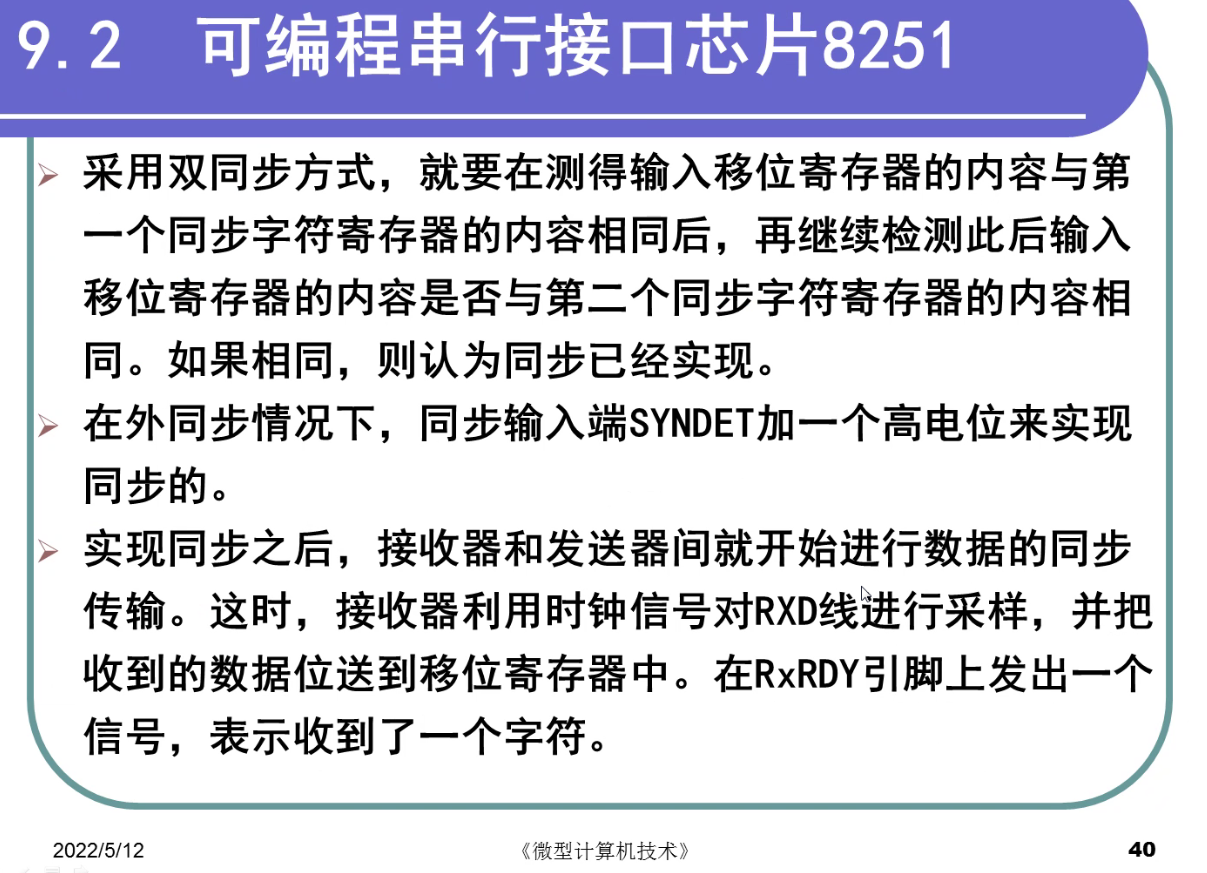 9.2 可编程串行接口芯片8251
采用双同步方式，就要在测得输入移位寄存器的内容与第
一个同步字符寄存器的内容相同后，再继续检测此后输入
移位寄存器的内容是否与第二个同步字符寄存器的内容相
同。如果相同，则认为同步已经实现。
在外同步情况下，同步输入端SYNDET加一个高电位来实现
同步的。
实现同步之后，接收器和发送器间就开始进行数据的同步
传输。这时，接收器利用时钟信号对RXD线进行采样，并把
收到的数据位送到移位寄存器中。在RxRDY引脚上发出一个
信号，表示收到了一个字符。
2022/5/12
《微型计算机技术》
40